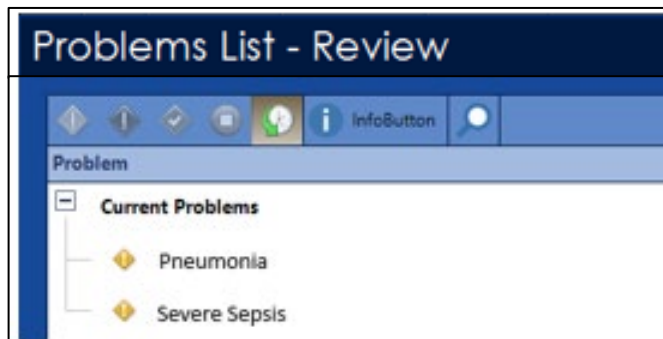 Problems List - Review
InfoButton
Problem
Current Problems
Pneumonia
Severe Sepsis